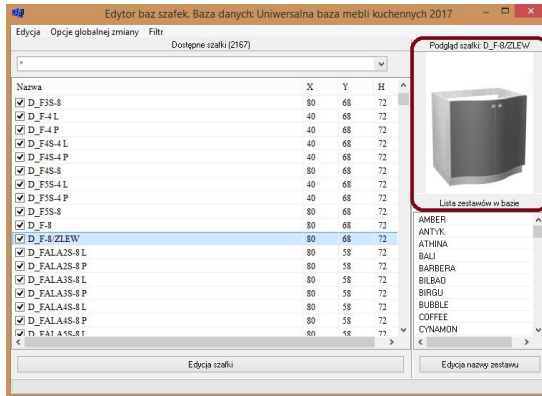 Edytor baz szafek. Baza danych: Uniwersalna baza mebli kuchennych 2017
Edycja Opcje globalnej zmiany Filtr
Dostępne szafki (2167)
*
Nazwa X Y H
D_F3S-8 80 68 72
D_F-4 L 40 68 72
D_F-4 P 40 68 72
D_F4S-4 L 40 68 72
D_F4S-4 P 40 68 72
D_F4S-8 80 68 72
D_F5S-4 L 40 68 72
D_F5S-4 P 40 68 72
D_F5S-8 80 68 72
D_F-8 80 68 72
D_F-8/ZLEW 80 68 72
D_FALA2S-8 L 80 58 72
D_FALA2S-8 P 80 58 72
D_FALA3S-8 L 80 58 72
D_FALA3S-8 P 80 58 72
D_FALA4S-8 L 80 58 72
D_FALA4S-8 P 80 58 72
D_FALA5S-8 L 80 58 72
Edycja szafki
Podgląd szafki: D_F-8/ZLEW
Lista zestawów w bazie
AMBER
ANTYK
ATHINA
BALI
BARBERA
BILBAO
BIRGU
BUBBLE
COFFEE
CYNAMON
Edycja nazwy zestawu